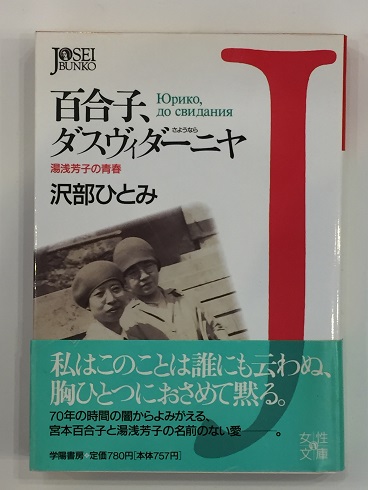 JOSEI
BUNKO
百合子、
Юрико,
до свидания
ダスヴィダーニヤ
さようなら
湯浅芳子の青春
沢部ひとみ
J
私はこのことは誰にも云わぬ、
胸ひとつにおさめて黙る。
70年の時間の闇からよみがえる、
宮本百合子と湯浅芳子の名前のない愛――。
学陽書房・定価780円[本体757円]
女性
文庫